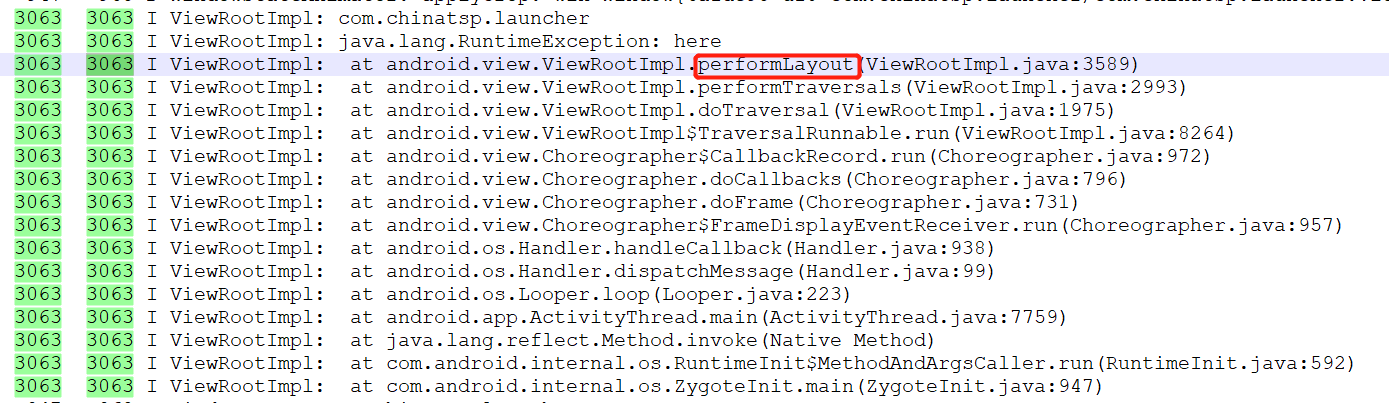 3063 3063 I ViewRootImpl: com.chinatsp.launcher
3063 3063 I ViewRootImpl: java.lang.RuntimeException: here
3063 3063 I ViewRootImpl: at android.view.ViewRootImpl.performLayout(ViewRootImpl.java:3589)
3063 3063 I ViewRootImpl: at android.view.ViewRootImpl.performTraversals(ViewRootImpl.java:2993)
3063 3063 I ViewRootImpl: at android.view.ViewRootImpl.doTraversal(ViewRootImpl.java:1975)
3063 3063 I ViewRootImpl: at android.view.ViewRootImpl$TraversalRunnable.run(ViewRootImpl.java:8264)
3063 3063 I ViewRootImpl: at android.view.Choreographer$CallbackRecord.run(Choreographer.java:972)
3063 3063 I ViewRootImpl: at android.view.Choreographer.doCallbacks(Choreographer.java:796)
3063 3063 I ViewRootImpl: at android.view.Choreographer.doFrame(Choreographer.java:731)
3063 3063 I ViewRootImpl: at android.view.Choreographer$FrameDisplayEventReceiver.run(Choreographer.java:957)
3063 3063 I ViewRootImpl: at android.os.Handler.handleCallback(Handler.java:938)
3063 3063 I ViewRootImpl: at android.os.Handler.dispatchMessage(Handler.java:99)
3063 3063 I ViewRootImpl: at android.os.Looper.loop(Looper.java:223)
3063 3063 I ViewRootImpl: at android.app.ActivityThread.main(ActivityThread.java:7759)
3063 3063 I ViewRootImpl: at java.lang.reflect.Method.invoke(Native Method)
3063 3063 I ViewRootImpl: at com.android.internal.os.RuntimeInit$MethodAndArgsCaller.run(RuntimeInit.java:592)
3063 3063 I ViewRootImpl: at com.android.internal.os.ZygoteInit.main(ZygoteInit.java:947)